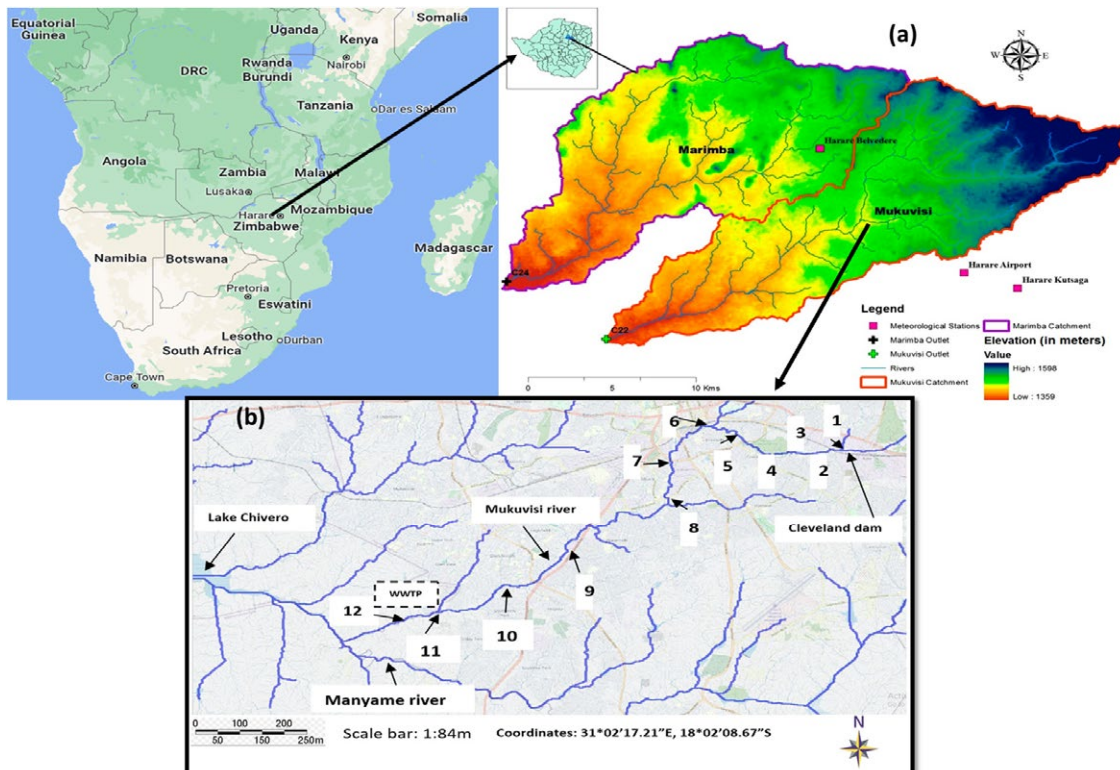 Equatorial
Guinea
Somalia
Uganda
Kenya
Nairobi
DRC
Rwanda
Burundi
Tanzania
Dar es Salaam
Angola
Zambia
Malawi
Lusaka
Harare
Mozambique
Zimbabwe
Madagascar
Namibia
Botswana
Pretoria
Eswatini
Lesotho
Durban
South Africa
Cape Town
(a)
N
W
E
S
Harare Belvedere
Marimba
Mukuvisi
C24
C22
Harare Airport
Harare Kutsaga
Legend
Meteorological Stations
Marimba Outlet
Mukuvisi Outlet
Rivers
Mukuvisi Catchment
Marimba Catchment
Elevation (in meters)
Value
High : 1598
Low : 1359
0 5 10 Kms
(b)
1
2
3
4
5
6
7
8
9
10
11
12
Cleveland dam
Mukuvisi river
Lake Chivero
WWTP
Manyame river
0 100 200
50 150 250m
Scale bar: 1:84m
Coordinates: 31*02’17.21”E, 18*02’08.67”S
N